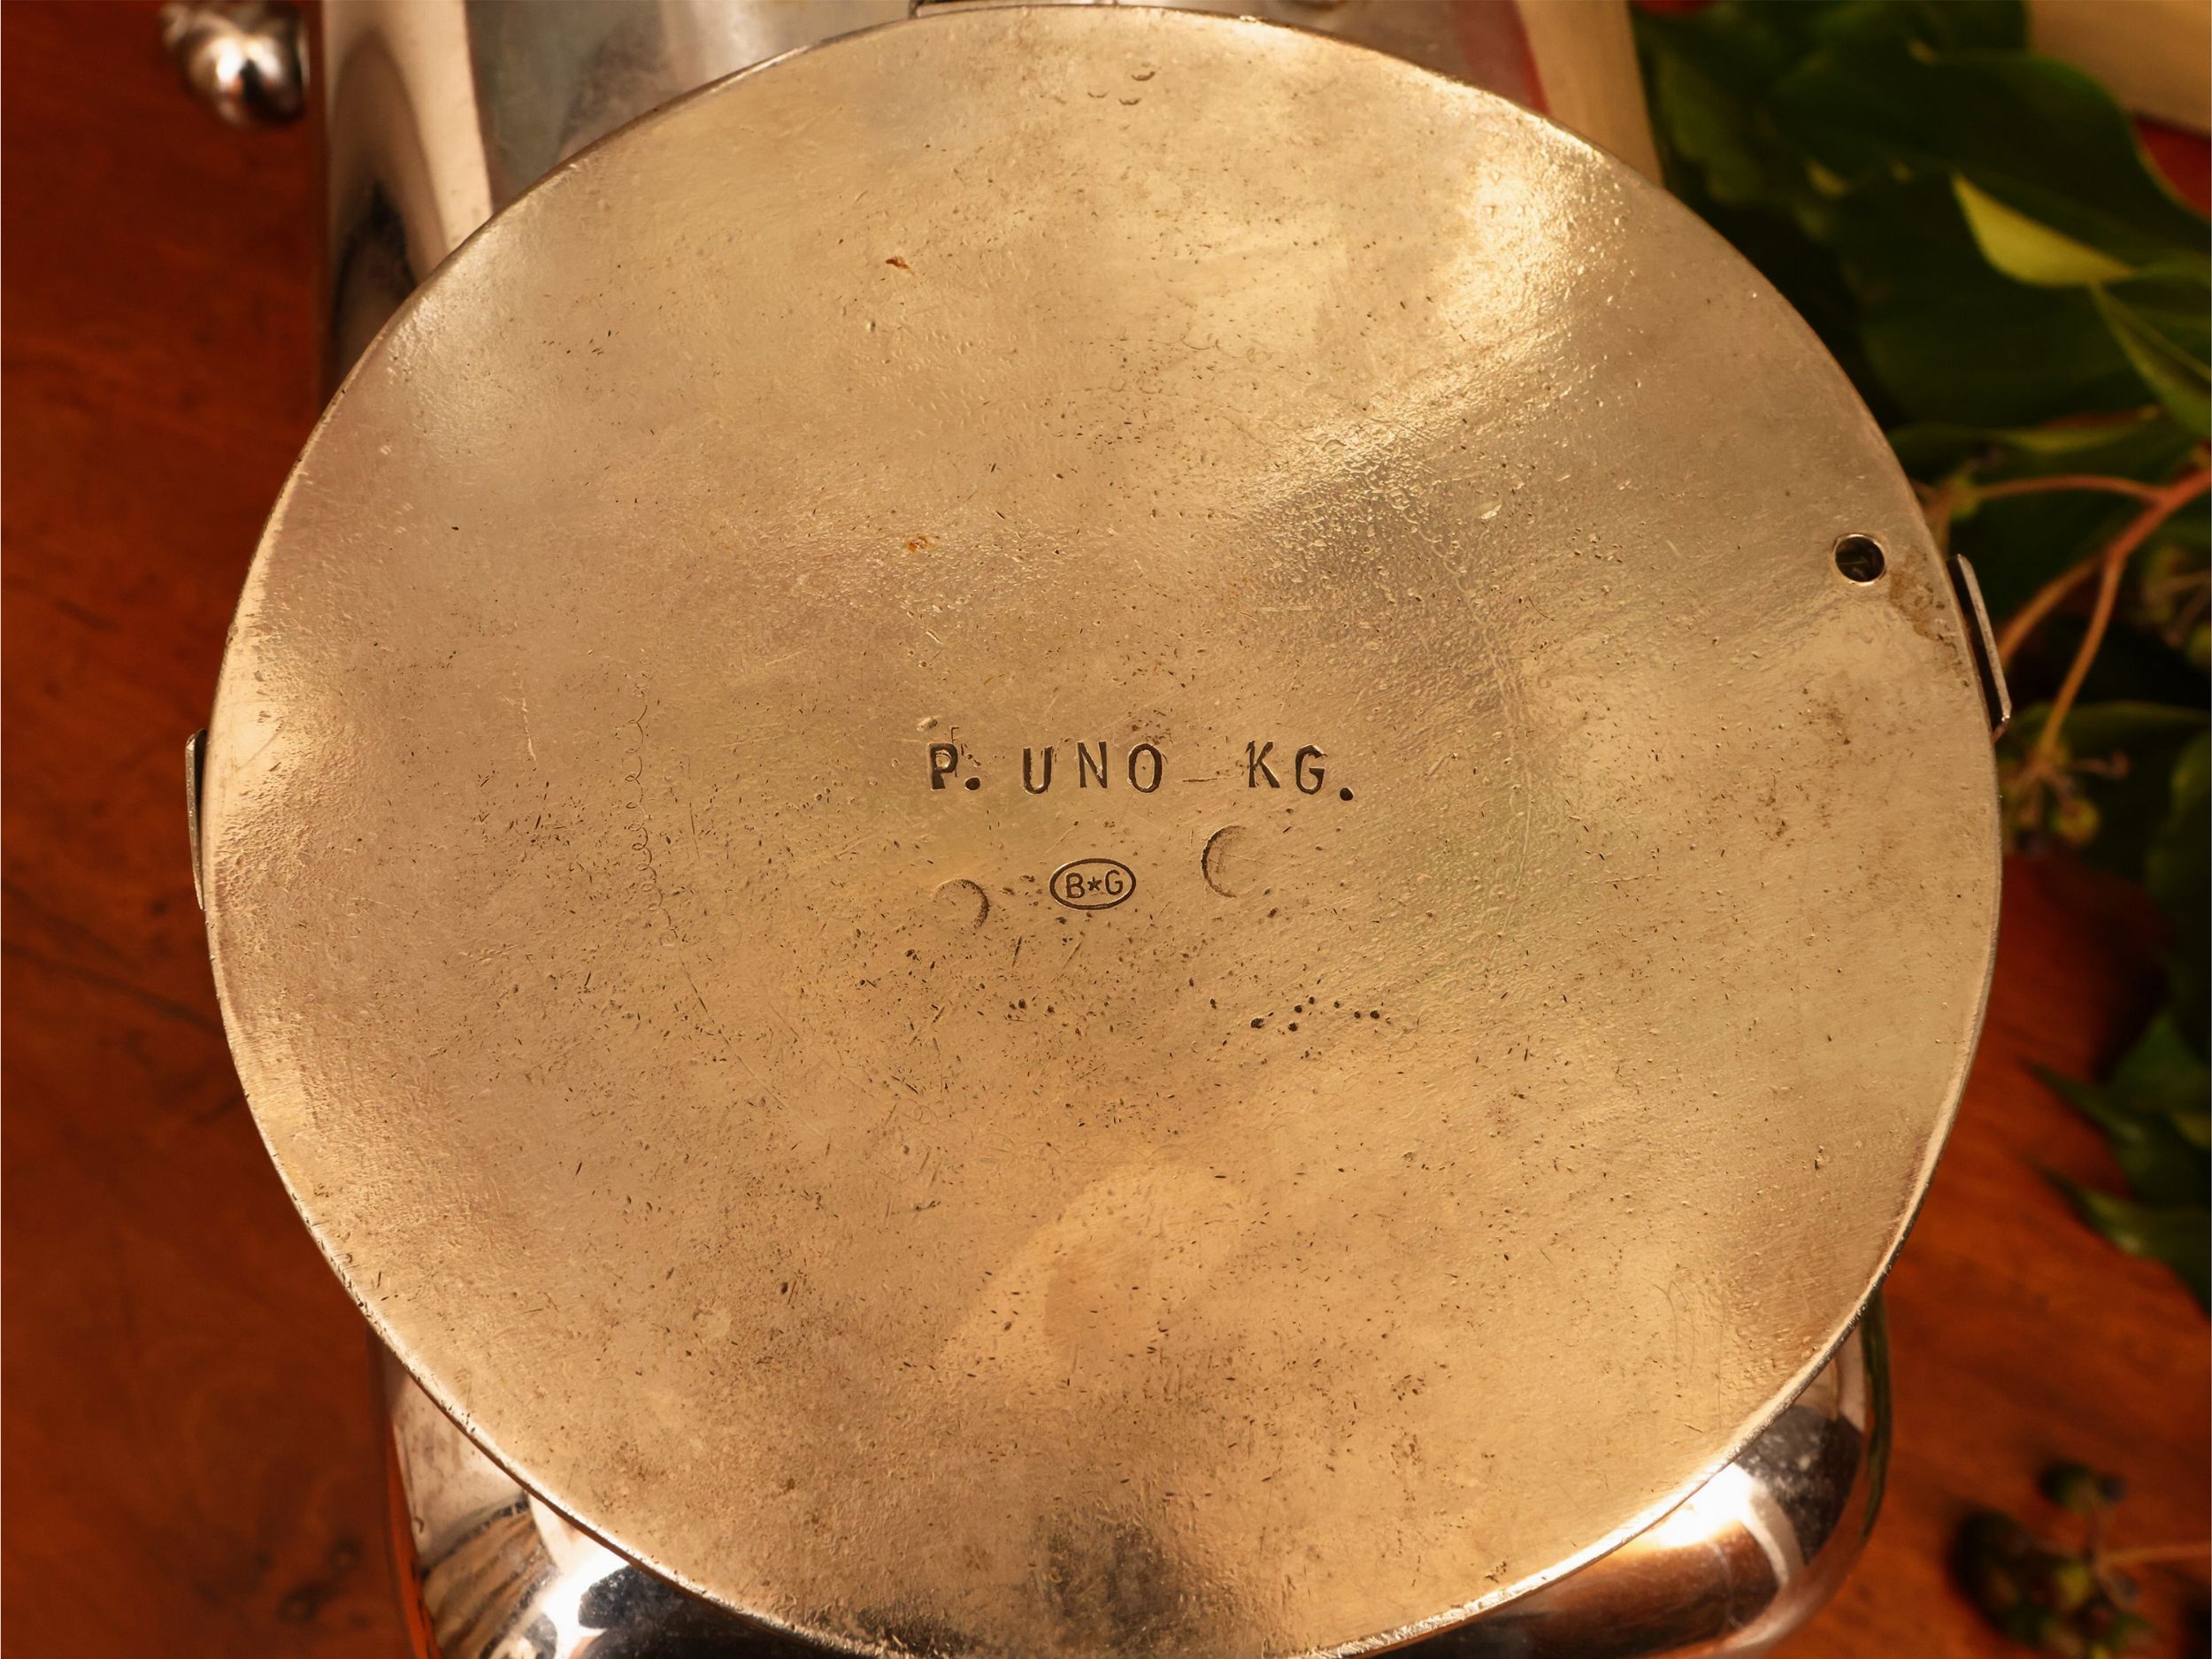 P. UNO KG.
B*G